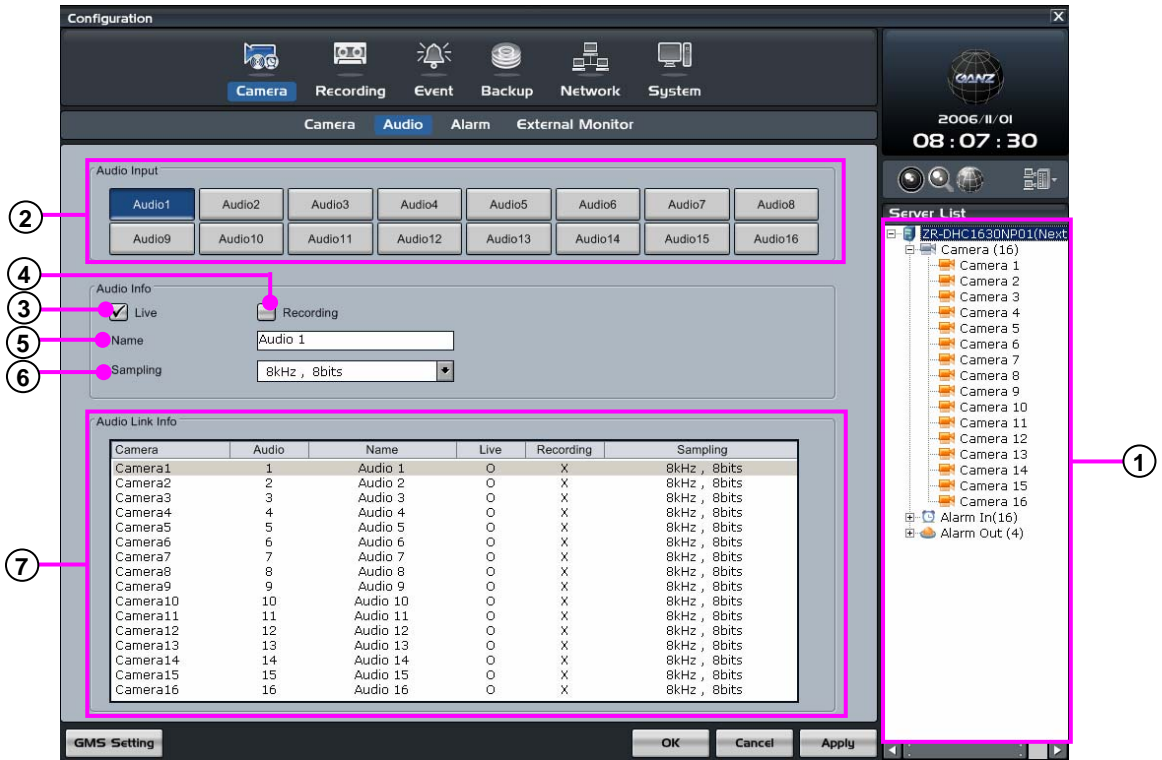 Configuration
X
Camera Recording Event Backup Network System
Camera Audio Alarm External Monitor
GANZ
2006/11/01
08:07:30
Audio Input
Audio1 Audio2 Audio3 Audio4 Audio5 Audio6 Audio7 Audio8
Audio9 Audio10 Audio11 Audio12 Audio13 Audio14 Audio15 Audio16
2
4
Audio Info
3
Live Recording
5
Name Audio 1
6
Sampling 8kHz , 8bits
Audio Link Info
Camera Audio Name Live Recording Sampling
Camera1 1 Audio 1 O X 8kHz , 8bits
Camera2 2 Audio 2 O X 8kHz , 8bits
Camera3 3 Audio 3 O X 8kHz , 8bits
Camera4 4 Audio 4 O X 8kHz , 8bits
Camera5 5 Audio 5 O X 8kHz , 8bits
Camera6 6 Audio 6 O X 8kHz , 8bits
Camera7 7 Audio 7 O X 8kHz , 8bits
Camera8 8 Audio 8 O X 8kHz , 8bits
Camera9 9 Audio 9 O X 8kHz , 8bits
Camera10 10 Audio 10 O X 8kHz , 8bits
Camera11 11 Audio 11 O X 8kHz , 8bits
Camera12 12 Audio 12 O X 8kHz , 8bits
Camera13 13 Audio 13 O X 8kHz , 8bits
Camera14 14 Audio 14 O X 8kHz , 8bits
Camera15 15 Audio 15 O X 8kHz , 8bits
Camera16 16 Audio 16 O X 8kHz , 8bits
7
GMS Setting
OK Cancel Apply
Server List
ZR-DHC1630NP01(Next
Camera (16)
Camera 1
Camera 2
Camera 3
Camera 4
Camera 5
Camera 6
Camera 7
Camera 8
Camera 9
Camera 10
Camera 11
Camera 12
Camera 13
Camera 14
Camera 15
Camera 16
Alarm In(16)
Alarm Out (4)
1